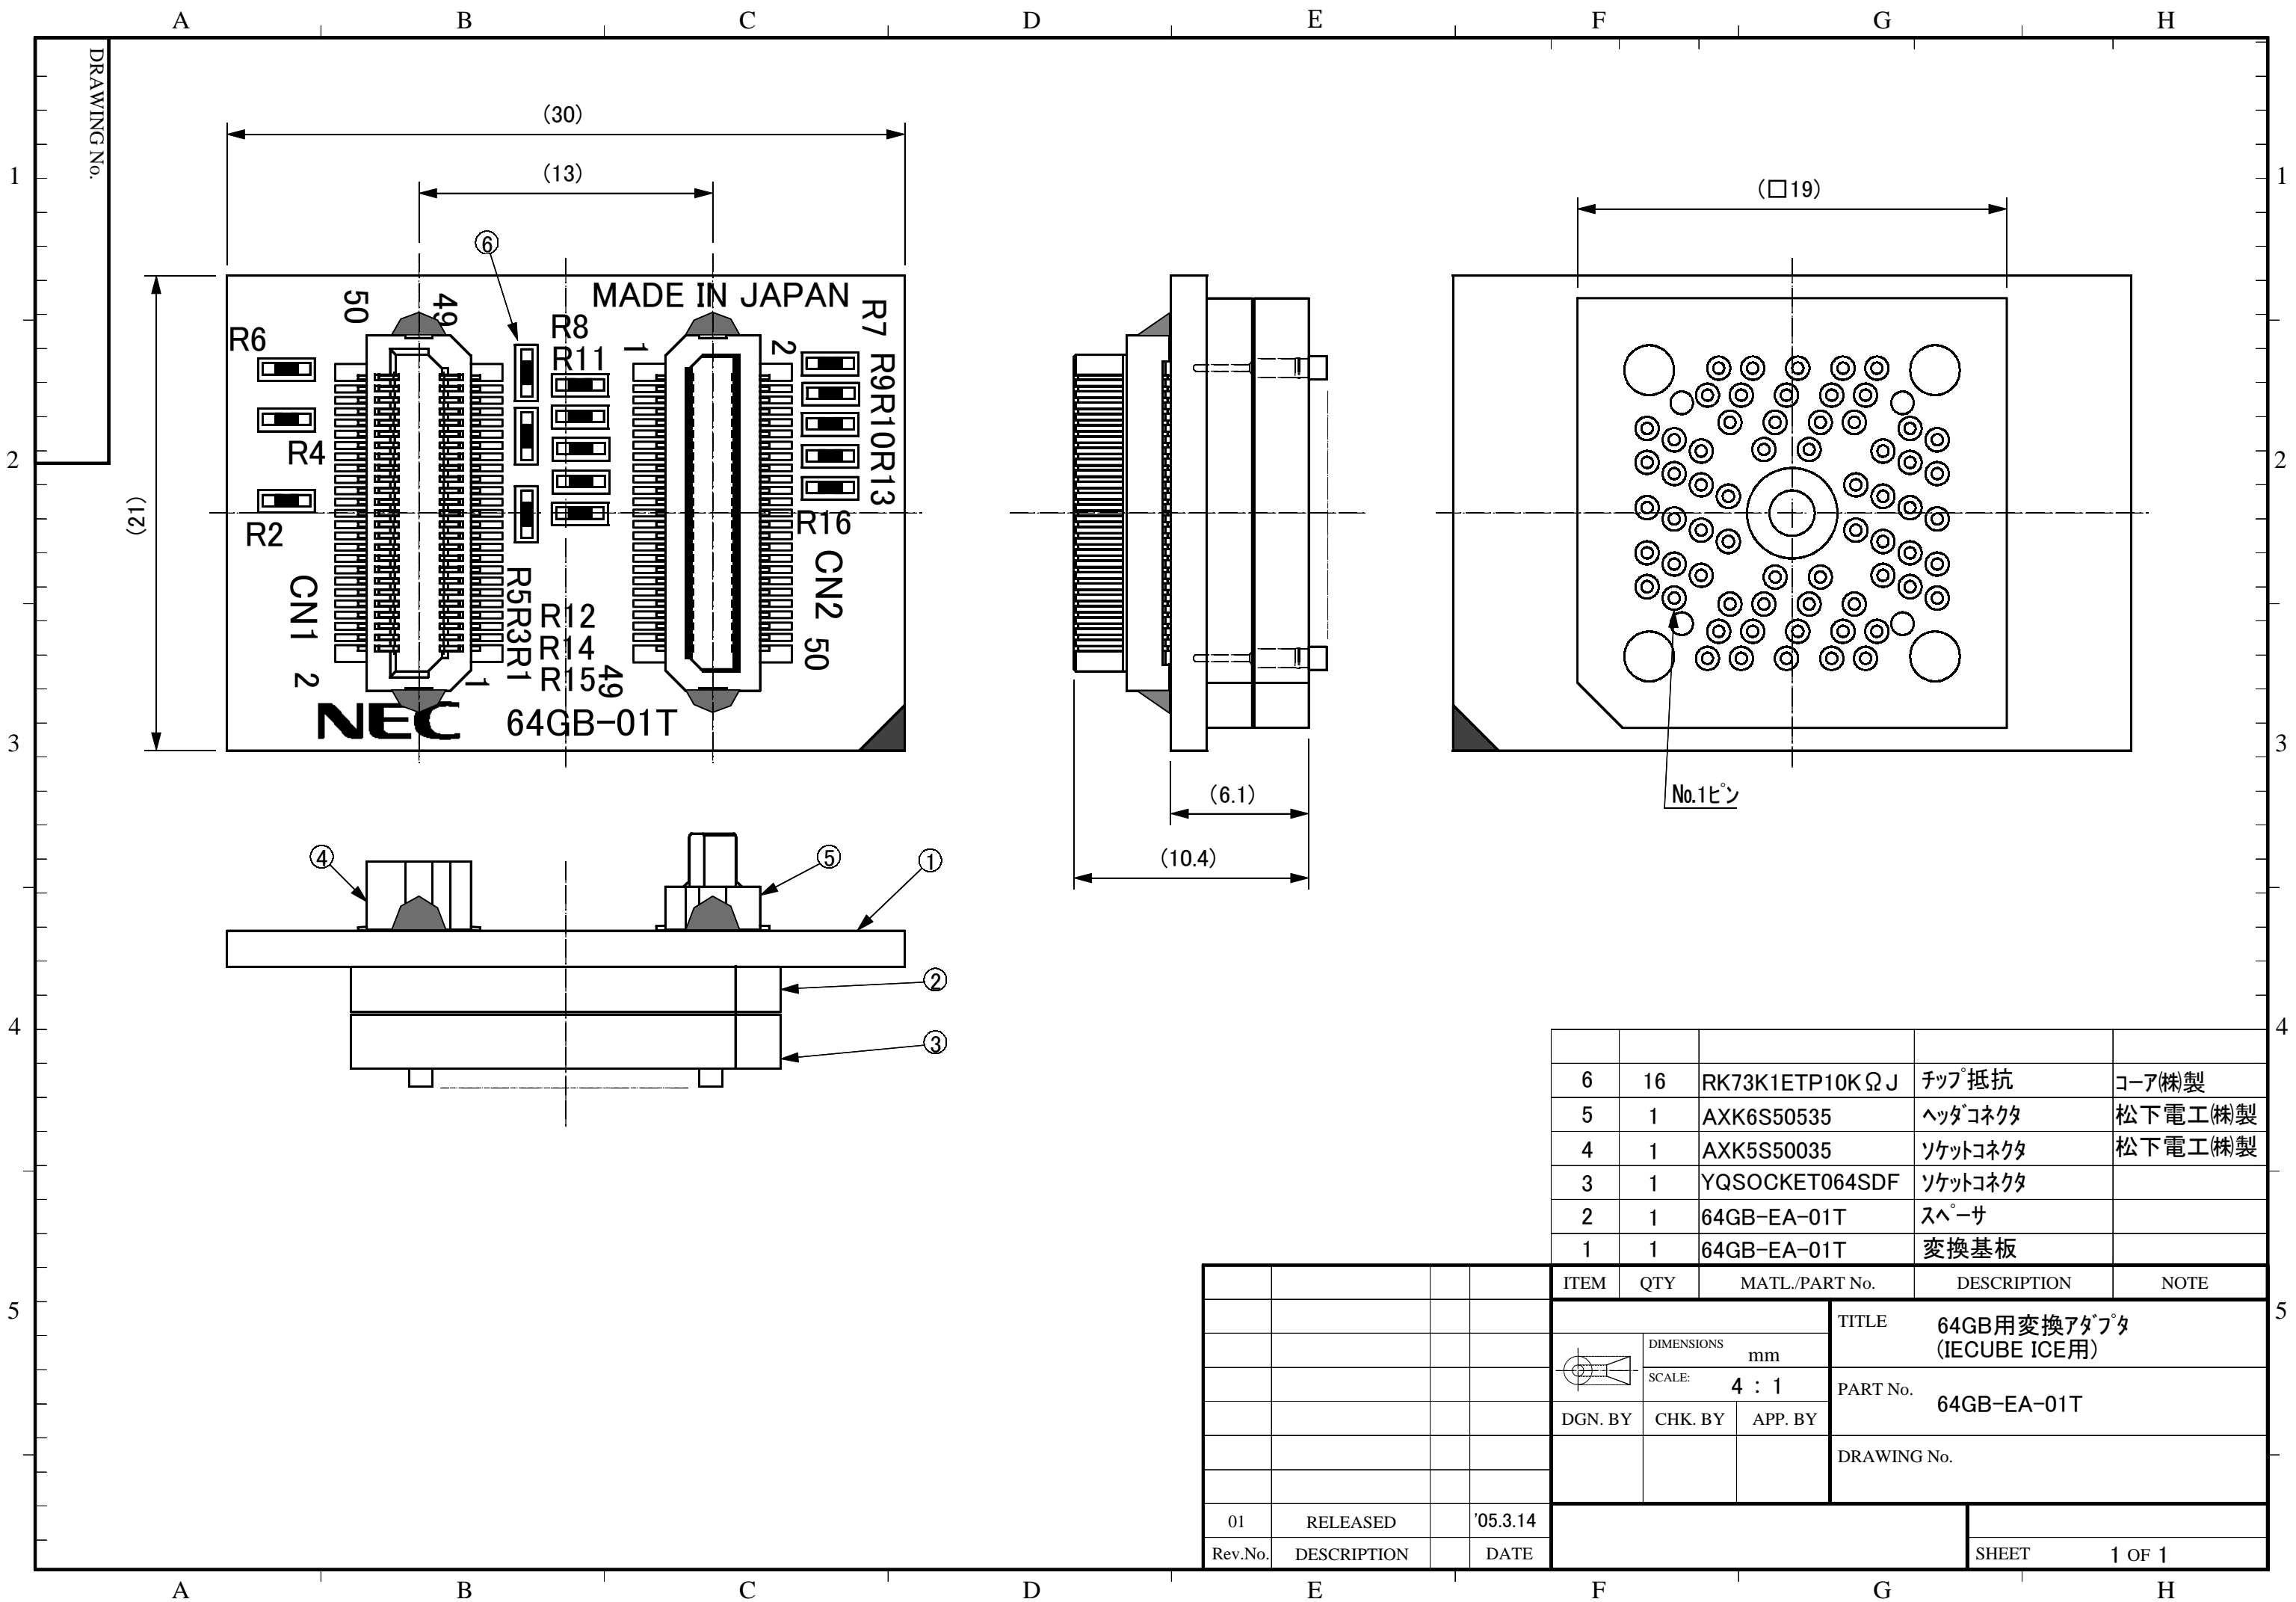 A B C D E F G H
DRAWING No.
1 1
2 2
3 3
4 4
5 5
(30)
(13)
(21)
⑥
MADE IN JAPAN
50
49
R6
R4
R2
R8
R11
1
2
R7
R9R10R13
R16
CN1
CN2
2
1
R5R3R1
R12
R14
R15
49
50
NEC
64GB-01T
(6.1)
(10.4)
(□19)
No.1ピン
④
⑤
①
②
③
6 16 RK73K1ETP10KΩJ チップ抵抗 コーア㈱製
5 1 AXK6S50535 ヘッダコネクタ 松下電工㈱製
4 1 AXK5S50035 ソケットコネクタ 松下電工㈱製
3 1 YQSOCKET064SDF ソケットコネクタ
2 1 64GB-EA-01T スペーサ
1 1 64GB-EA-01T 変換基板
ITEM QTY MATL./PART No. DESCRIPTION NOTE
TITLE 64GB用変換アダプタ
(IECUBE ICE用)
DIMENSIONS mm
SCALE: 4 : 1
PART No. 64GB-EA-01T
DGN. BY CHK. BY APP. BY
DRAWING No.
01 RELEASED '05.3.14
Rev.No. DESCRIPTION DATE
SHEET 1 OF 1
A B C D E F G H